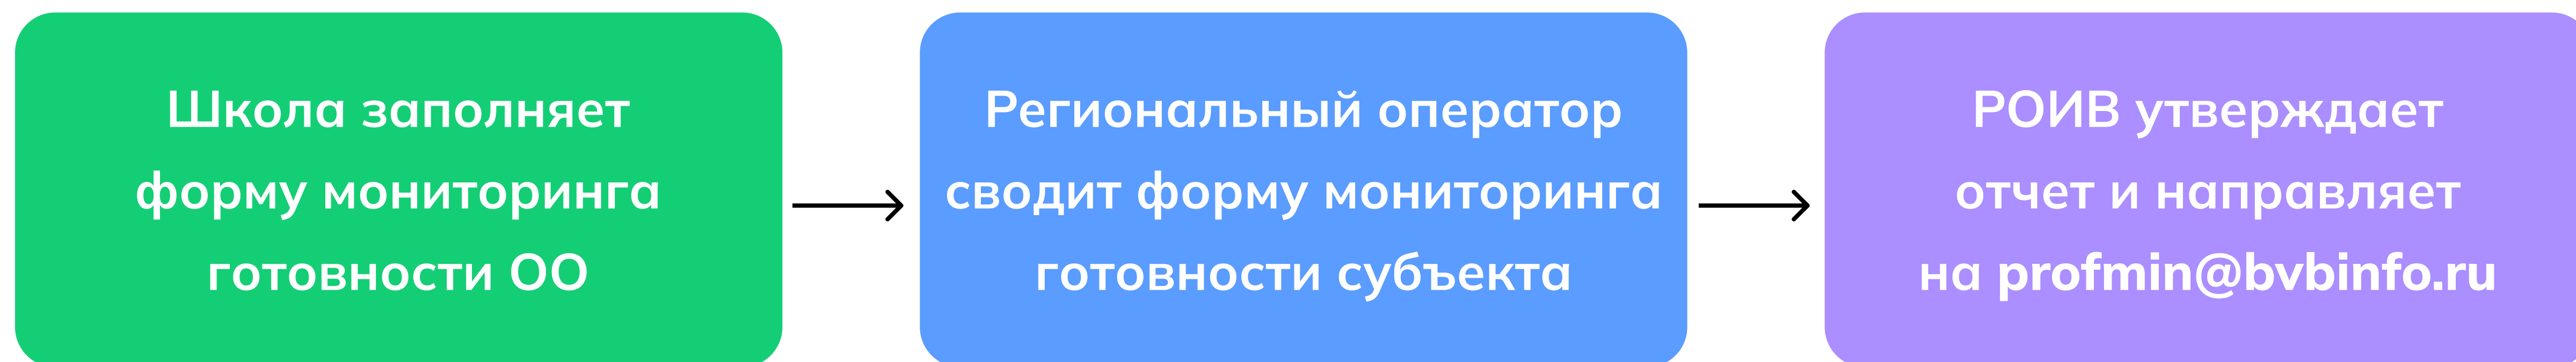 Школа заполняет
форму мониторинга
готовности ОО
Региональный оператор
сводит форму мониторинга
готовности субъекта
РОИВ утверждает
отчет и направляет
на profmin@bvbinfo.ru